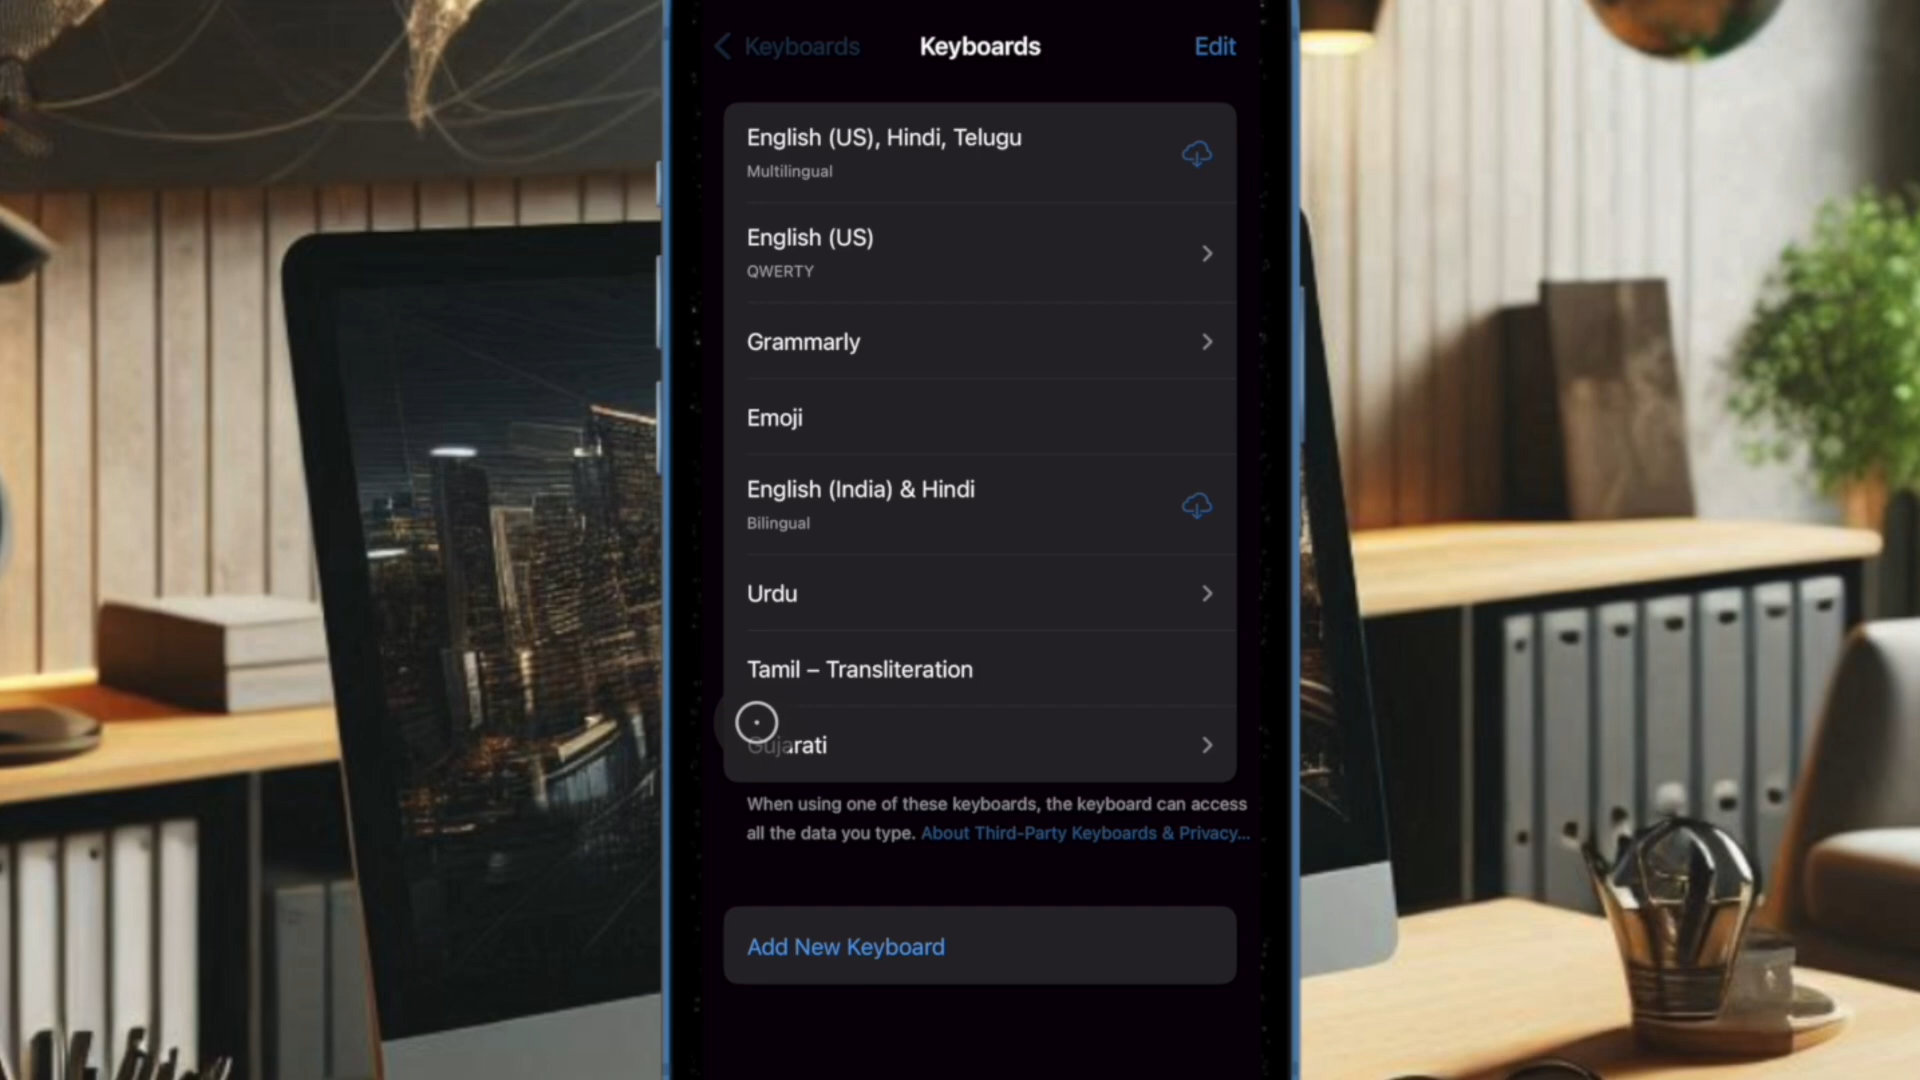 Keyboards Keyboards Edit
English (US), Hindi, Telugu
Multilingual
English (US)
QWERTY
Grammarly
Emoji
English (India) & Hindi
Bilingual
Urdu
Tamil – Transliteration
Gujarati
When using one of these keyboards, the keyboard can access
all the data you type. About Third-Party Keyboards & Privacy...
Add New Keyboard